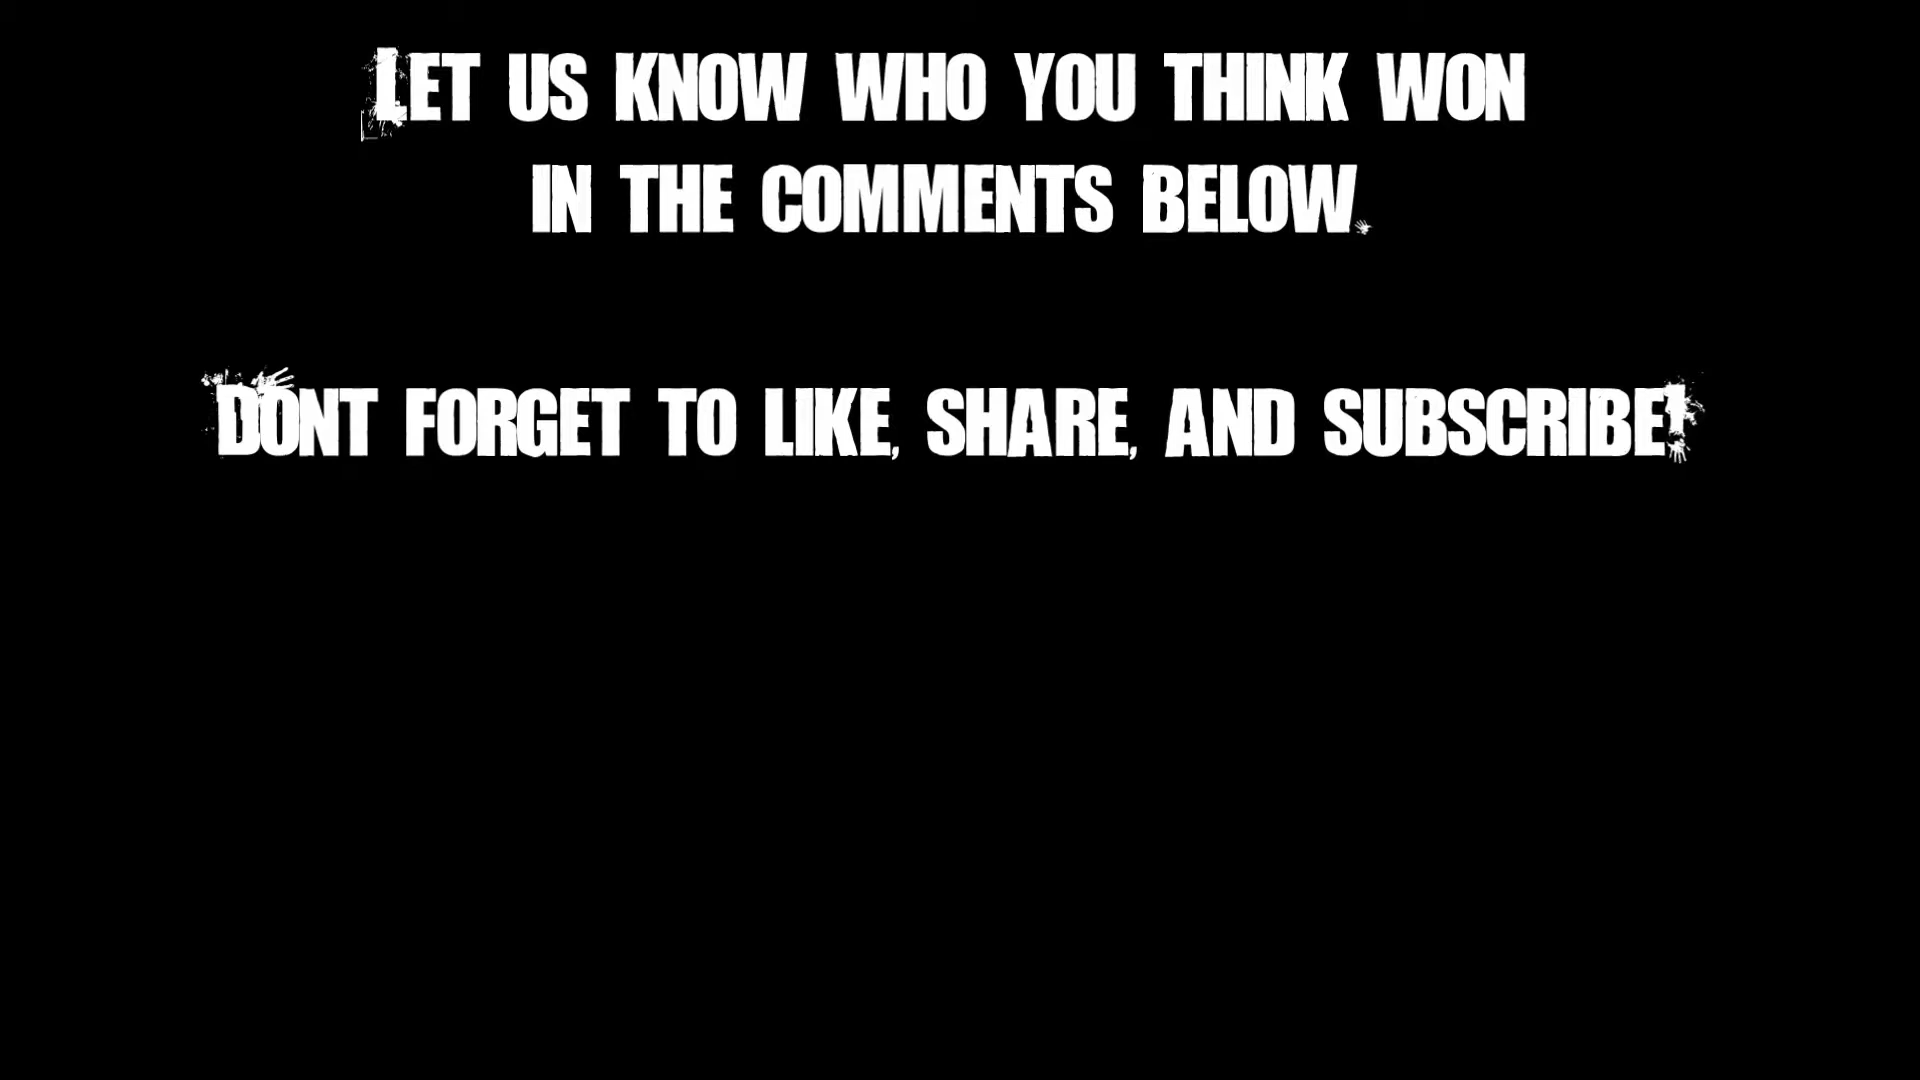 LET US KNOW WHO YOU THINK WON
IN THE COMMENTS BELOW.
DONT FORGET TO LIKE, SHARE, AND SUBSCRIBE!